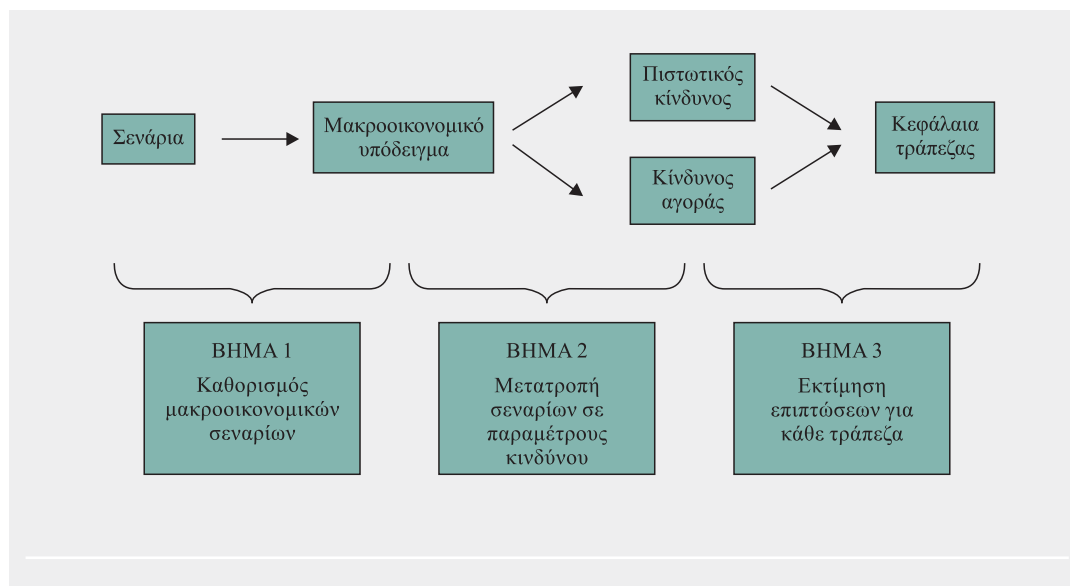 Σενάρια
Μακροοικονομικό
υπόδειγμα
Πιστωτικός
κίνδυνος
Κίνδυνος
αγοράς
Κεφάλαια
τράπεζας
ΒΗΜΑ 1
Καθορισμός
μακροοικονομικών
σεναρίων
ΒΗΜΑ 2
Μετατροπή
σεναρίων σε
παραμέτρους
κινδύνου
ΒΗΜΑ 3
Εκτίμηση
επιπτώσεων για
κάθε τράπεζα